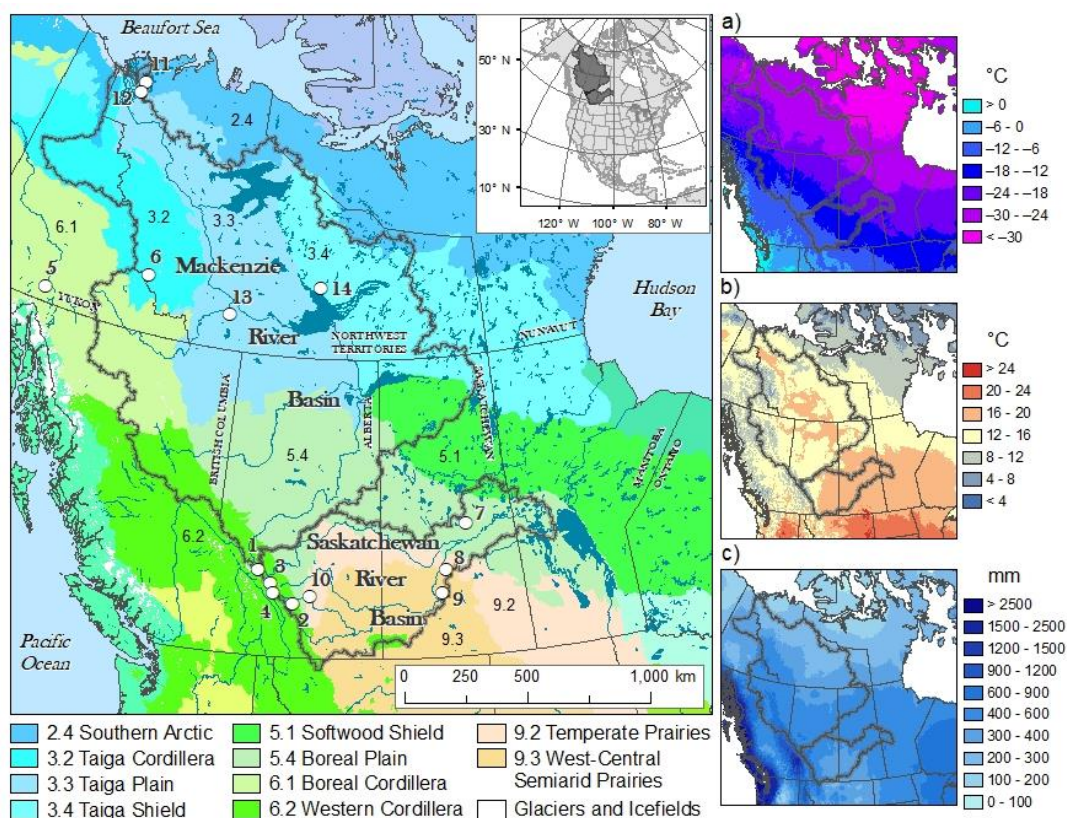 Beaufort Sea
11
12
2.4
3.2
3.3
6.1
3.4
6
Mackenzie
5
14
13
YUKON
River
NORTHWEST
TERRITORIES
NUNAVUT
Hudson
Bay
Basin
BRITISH COLUMBIA
ALBERTA
SASKATCHEWAN
5.4
5.1
MANITOBA
ONTARIO
7
6.2
Saskatchewan
1
3
8
10
River
4
2
9
9.2
Basin
9.3
Pacific
Ocean
0 250 500 1,000 km
50° N
30° N
10° N
120° W 100° W 80° W
2.4 Southern Arctic
3.2 Taiga Cordillera
3.3 Taiga Plain
3.4 Taiga Shield
5.1 Softwood Shield
5.4 Boreal Plain
6.1 Boreal Cordillera
6.2 Western Cordillera
9.2 Temperate Prairies
9.3 West-Central
Semiarid Prairies
Glaciers and Icefields
a)
°C
> 0
–6 - 0
–12 - –6
–18 - –12
–24 - –18
–30 - –24
< –30
b)
°C
> 24
20 - 24
16 - 20
12 - 16
8 - 12
4 - 8
< 4
c)
mm
> 2500
1500 - 2500
1200 - 1500
900 - 1200
600 - 900
400 - 600
300 - 400
200 - 300
100 - 200
0 - 100